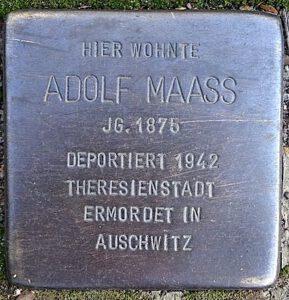 HIER WOHNTE
ADOLF MAASS
JG. 1875
DEPORTIERT 1942
THERESIENSTADT
ERMORDET IN
AUSCHWITZ